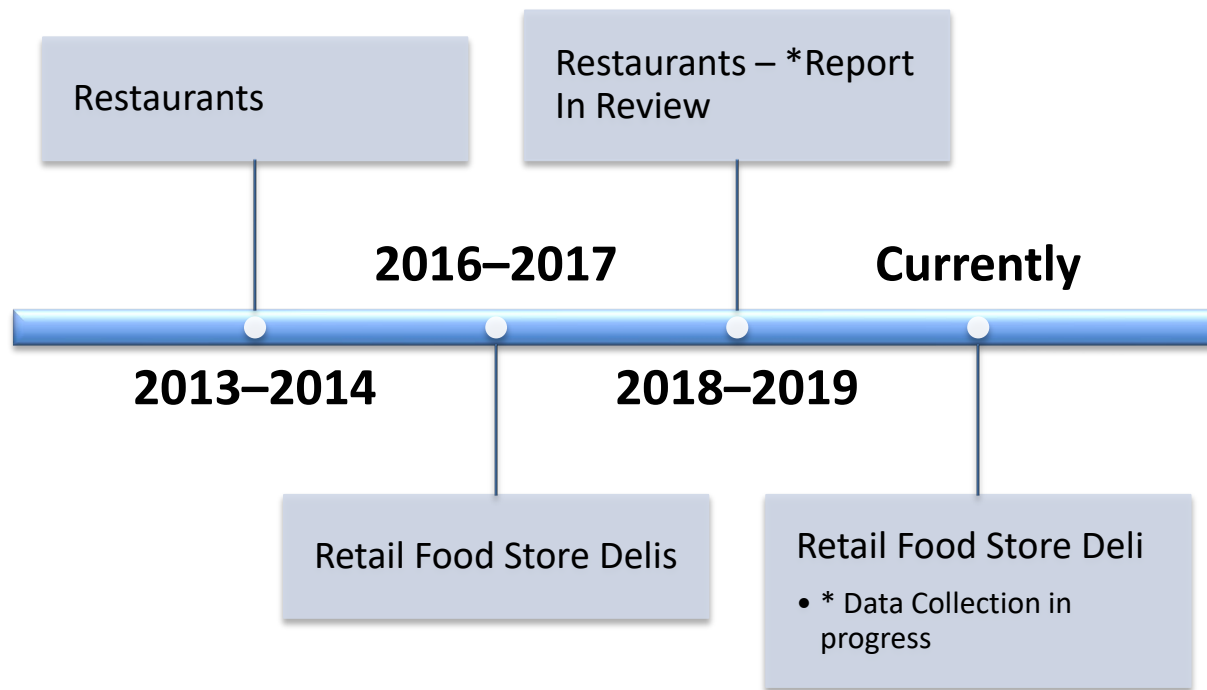 Restaurants
Restaurants – *Report
In Review
2016–2017
Currently
2013–2014
2018–2019
Retail Food Store Delis
Retail Food Store Deli
• * Data Collection in
progress